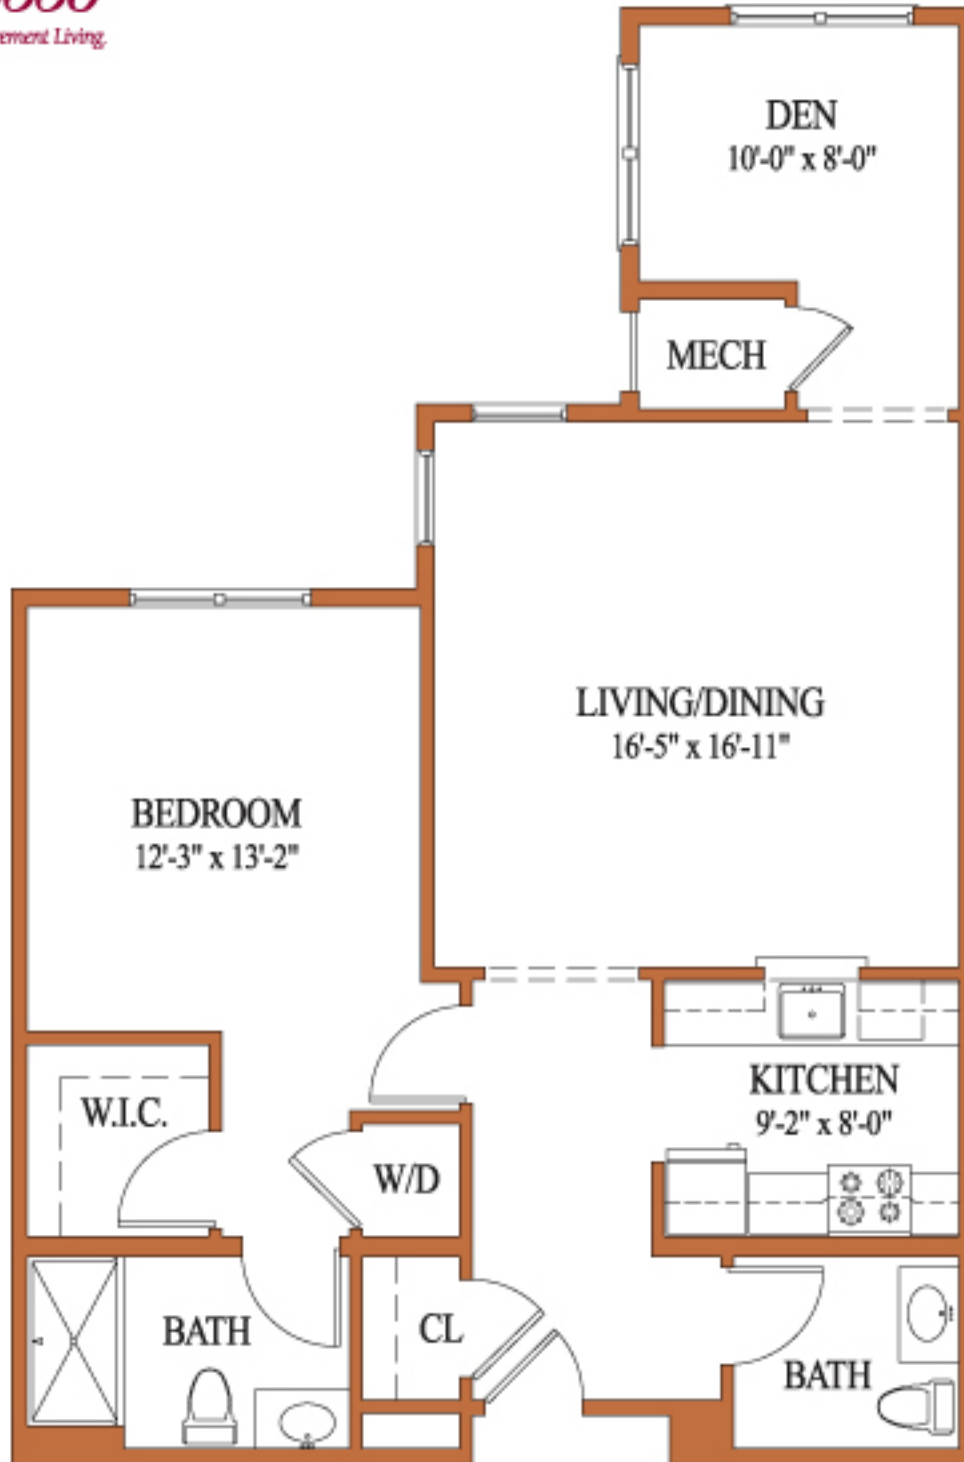 ement Living.
DEN
10'-0" x 8'-0"
MECH
LIVING/DINING
16'-5" x 16'-11"
BEDROOM
12'-3" x 13'-2"
KITCHEN
9'-2" x 8'-0"
W.I.C.
W/D
BATH
CL
BATH